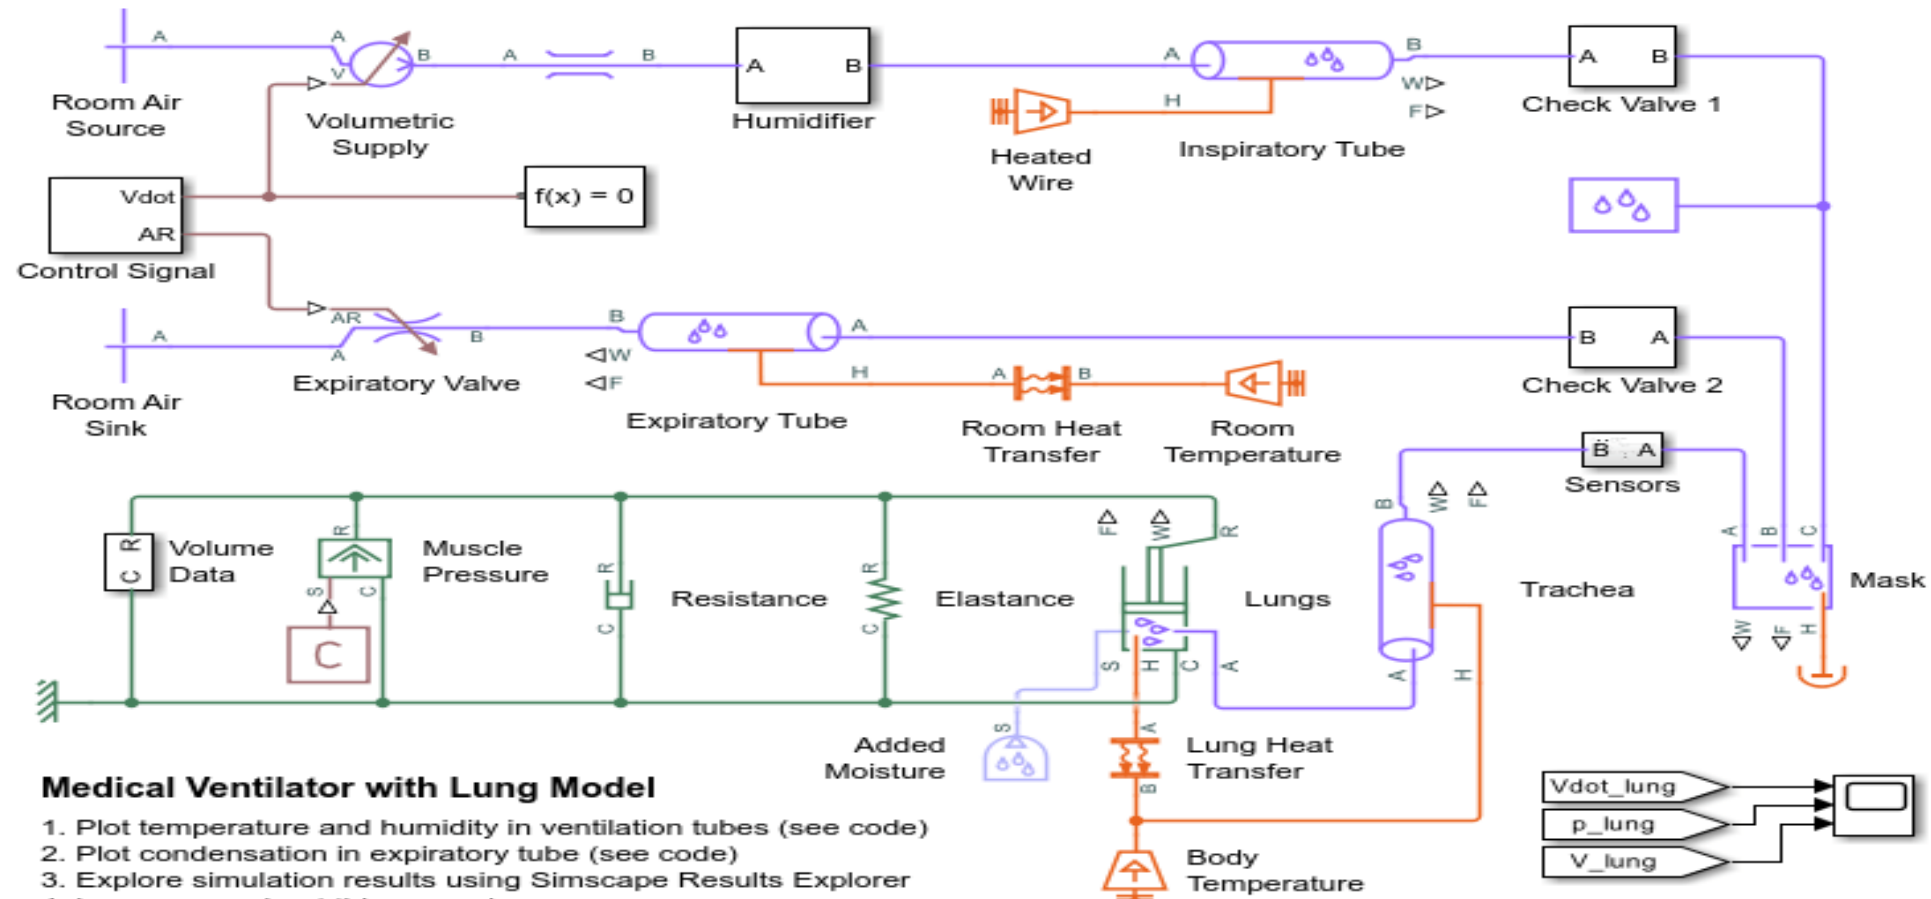 A
A
V
B
A
B
Room Air
Source
Volumetric
Supply
A
B
Humidifier
A
B
W
F
H
Heated
Wire
Inspiratory Tube
A
B
Check Valve 1
Vdot
AR
Control Signal
f(x) = 0
A
AR
A
B
Room Air
Sink
Expiratory Valve
B
W
F
A
H
Expiratory Tube
A
B
Room Heat
Transfer
Room
Temperature
B
A
Check Valve 2
B
A
Sensors
R
C
Volume
Data
R
S
C
C
Muscle
Pressure
R
C
Resistance
R
C
Elastance
F
W
R
Lungs
S
H
C
A
B
W
F
A
H
Trachea
A
B
C
W
F
H
Mask
S
Added
Moisture
A
B
Lung Heat
Transfer
Body
Temperature
Vdot_lung
p_lung
V_lung
Medical Ventilator with Lung Model
1. Plot temperature and humidity in ventilation tubes (see code)
2. Plot condensation in expiratory tube (see code)
3. Explore simulation results using Simscape Results Explorer